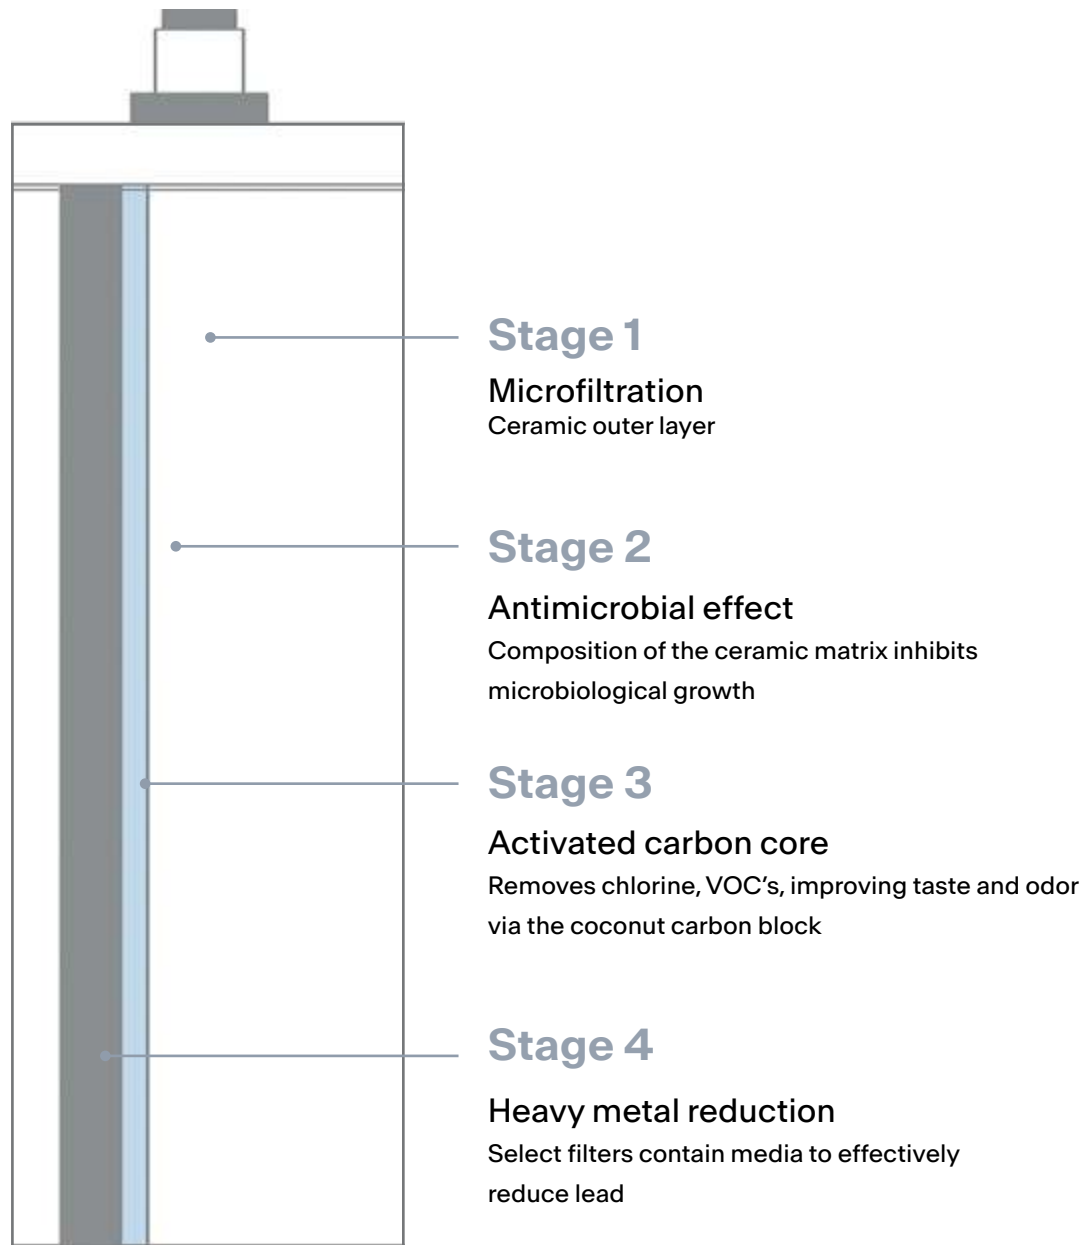 Stage 1
Microfiltration
Ceramic outer layer
Stage 2
Antimicrobial effect
Composition of the ceramic matrix inhibits
microbiological growth
Stage 3
Activated carbon core
Removes chlorine, VOC’s, improving taste and odor
via the coconut carbon block
Stage 4
Heavy metal reduction
Select filters contain media to effectively
reduce lead